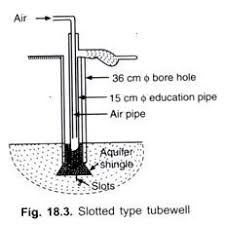 Air
36 cm ϕ bore hole
15 cm ϕ education pipe
Air pipe
Aquifer
shingle
Slots
Fig. 18.3. Slotted type tubewell